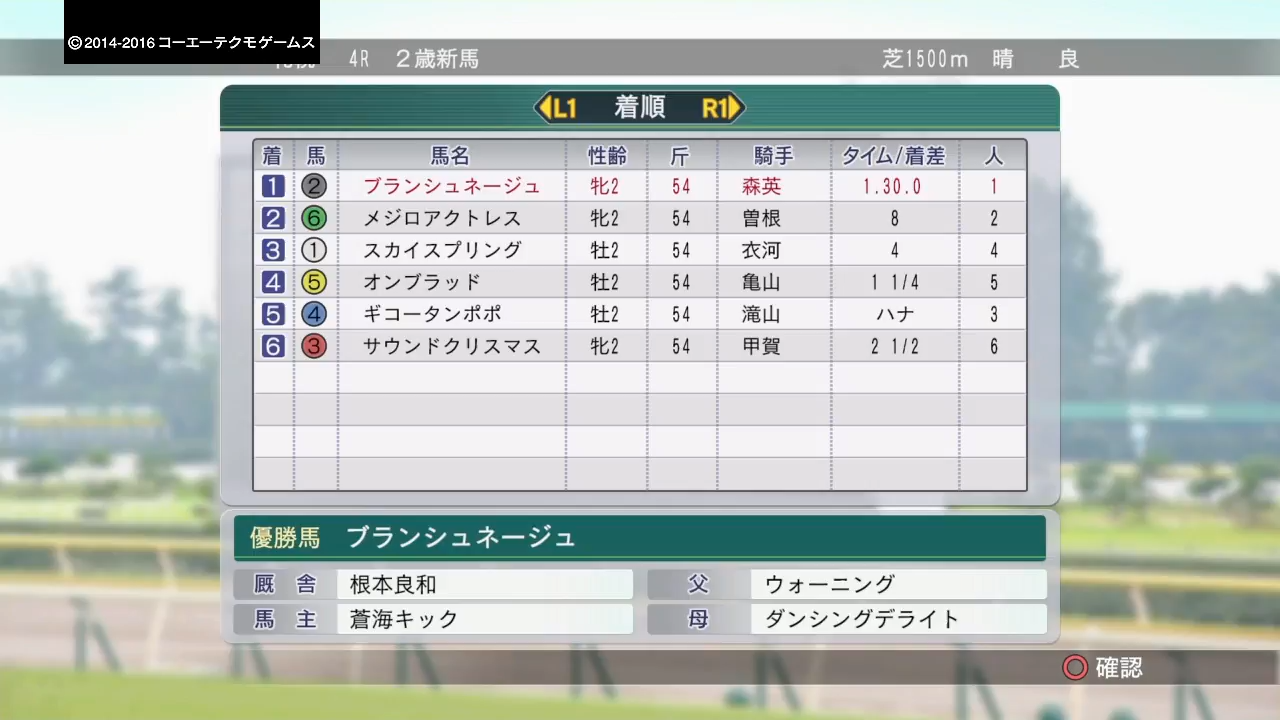 ©2014-2016 コーエーテクモゲームス
4R 2歳新馬 芝1500m 晴 良
L1 着順 R1
着 馬 馬名 性齢 斤 騎手 タイム/着差 人
1 2 ブランシュネージュ 牝2 54 森英 1.30.0 1
2 6 メジロアクトレス 牝2 54 曽根 8 2
3 1 スカイスプリング 牡2 54 衣河 4 4
4 5 オンブラッド 牡2 54 亀山 1 1/4 5
5 4 ギコータンポポ 牡2 54 滝山 ハナ 3
6 3 サウンドクリスマス 牝2 54 甲賀 2 1/2 6
優勝馬 ブランシュネージュ
厩舎 根本良和 父 ウォーニング
馬主 蒼海キック 母 ダンシングデライト
確認